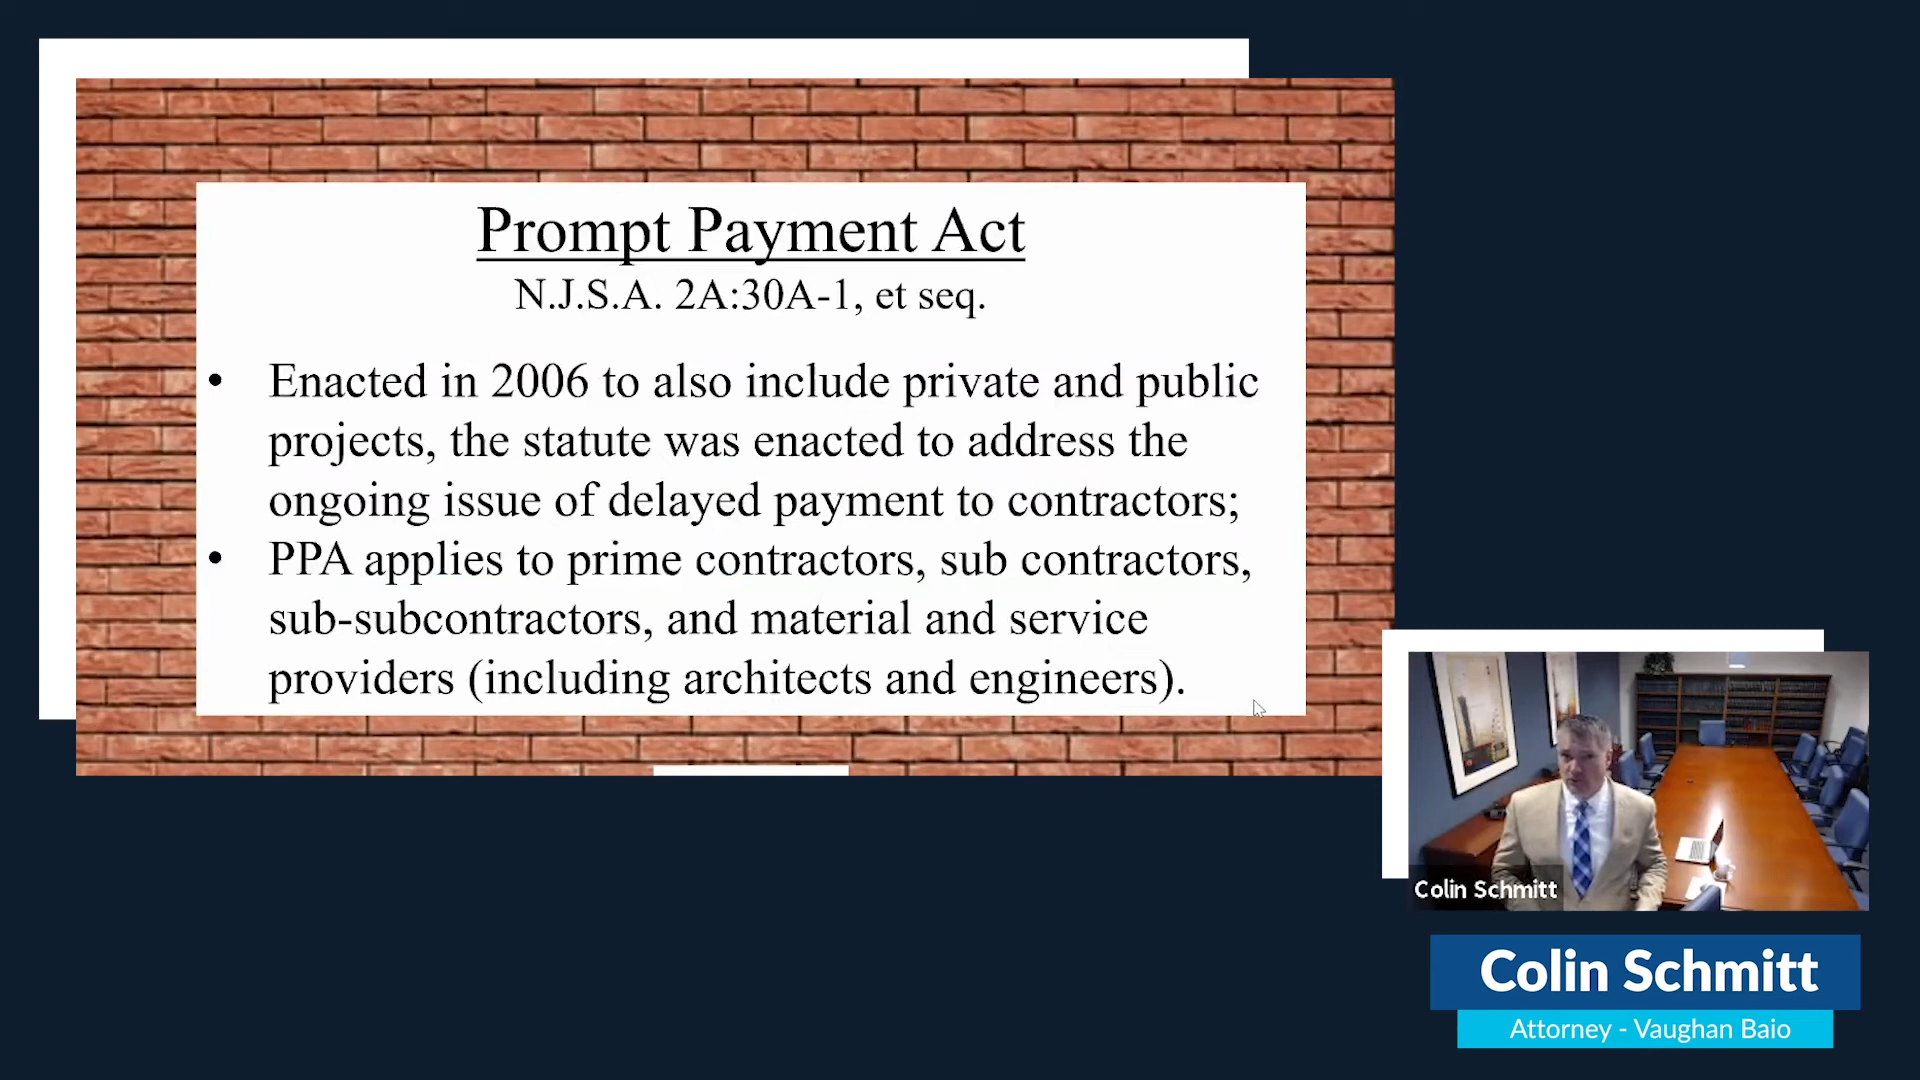 Prompt Payment Act
N.J.S.A. 2A:30A-1, et seq.
• Enacted in 2006 to also include private and public
projects, the statute was enacted to address the
ongoing issue of delayed payment to contractors;
• PPA applies to prime contractors, sub contractors,
sub-subcontractors, and material and service
providers (including architects and engineers).
Colin Schmitt
Colin Schmitt
Attorney - Vaughan Baio